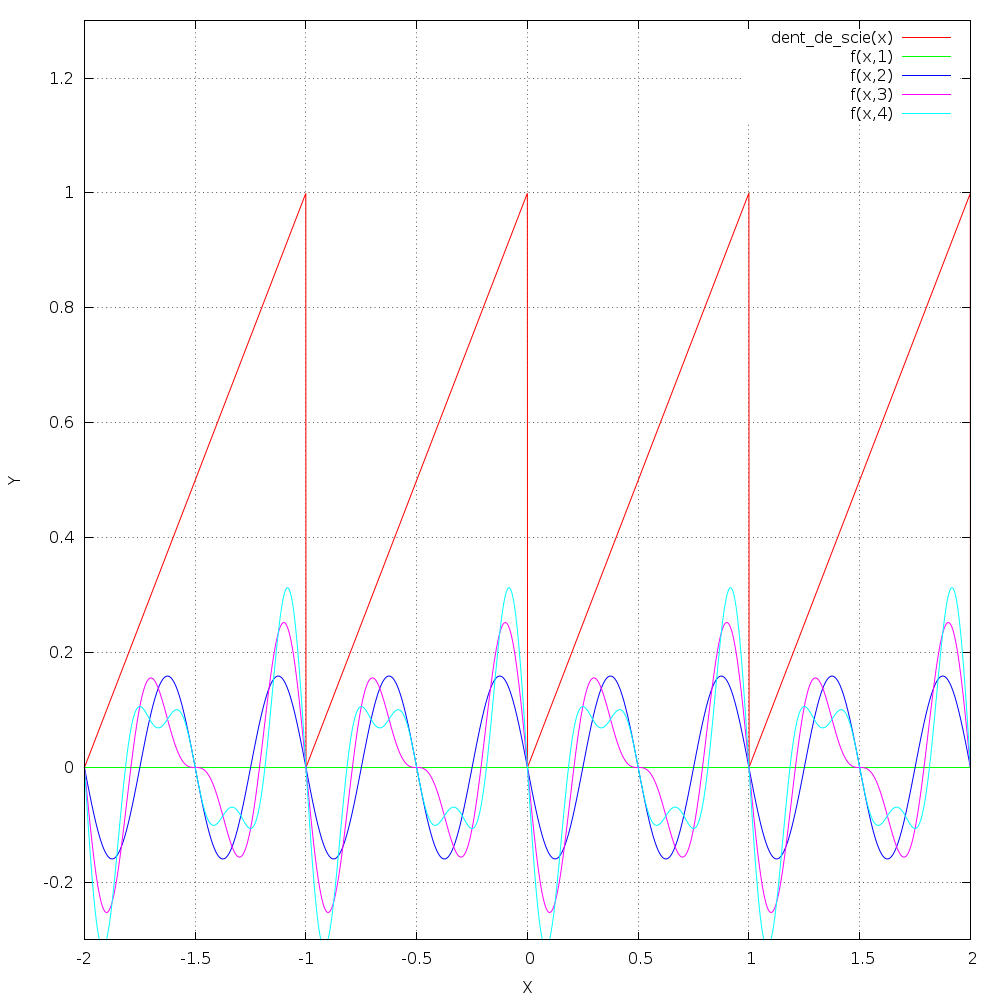 dent_de_scie(x)
f(x,1)
f(x,2)
f(x,3)
f(x,4)
1.2
1
0.8
0.6
0.4
0.2
0
-0.2
Y
-2 -1.5 -1 -0.5 0 0.5 1 1.5 2
X